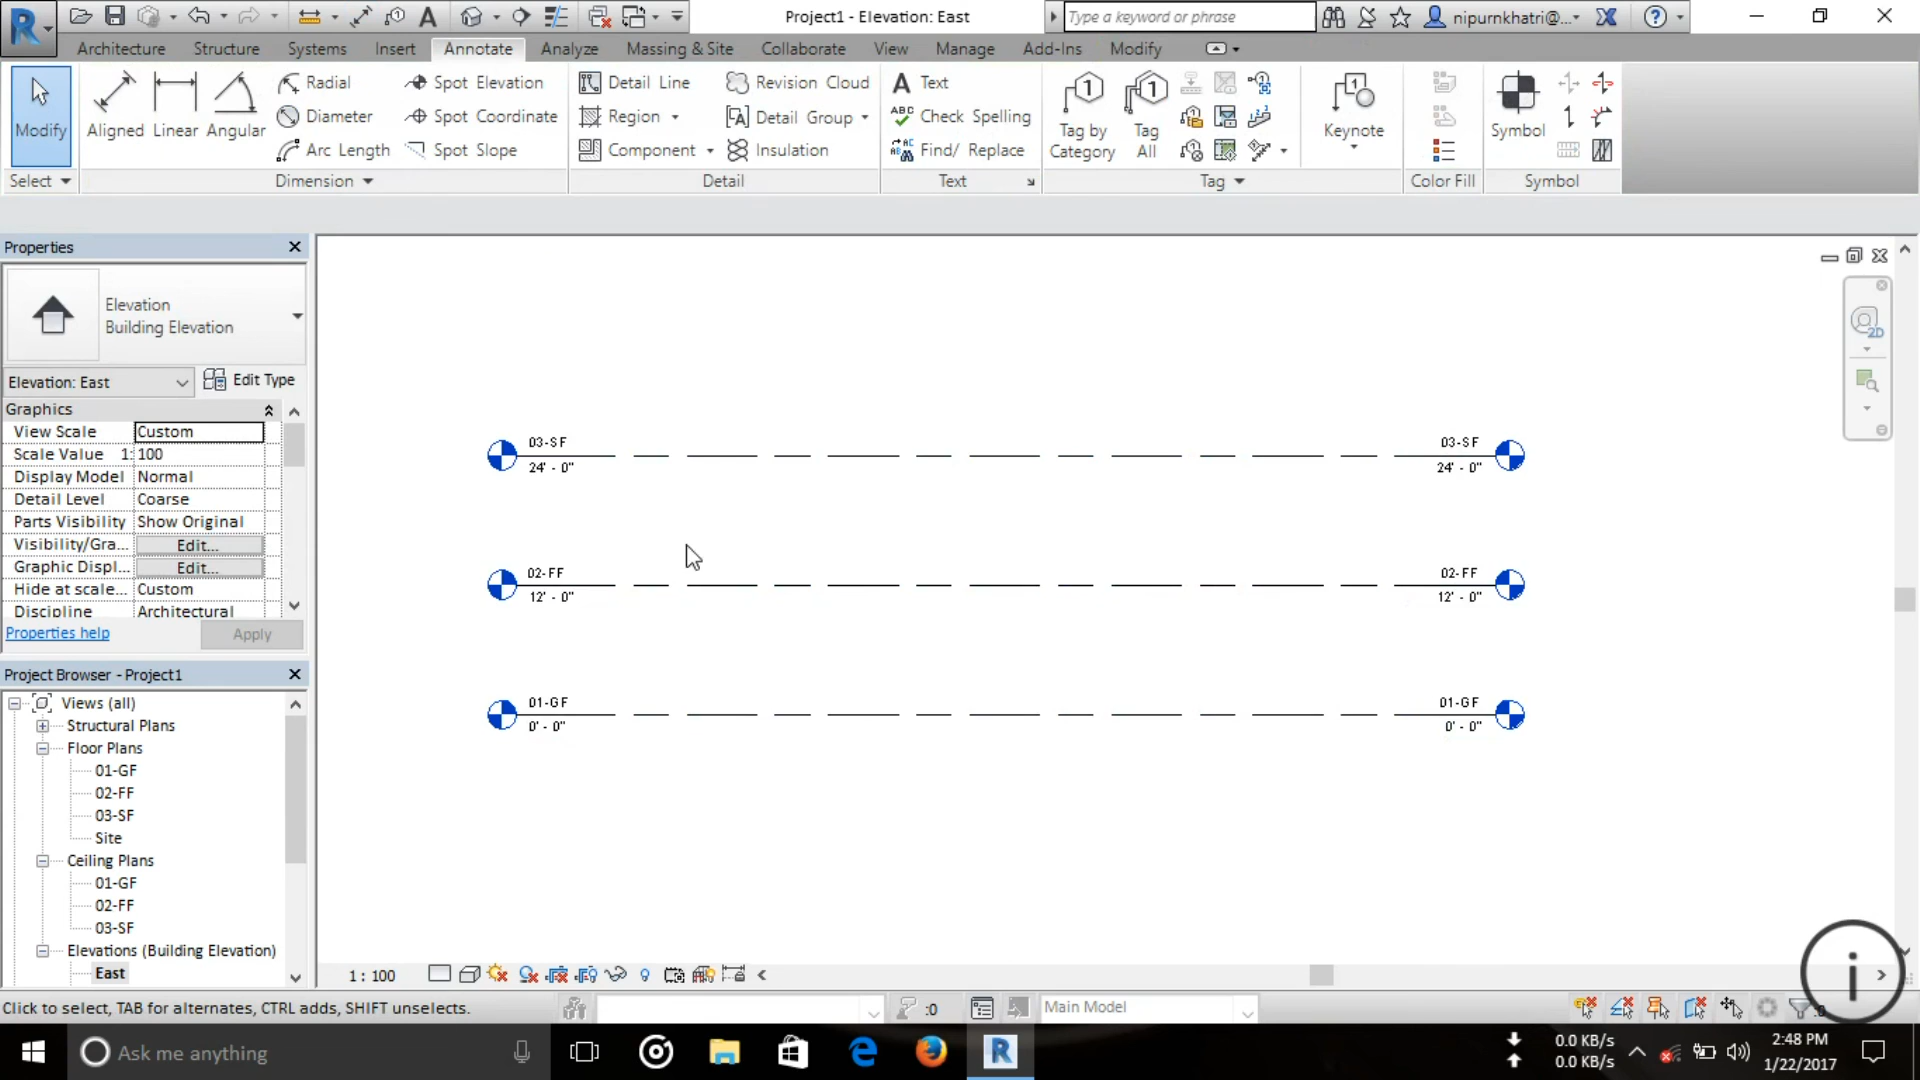 Project1 - Elevation: East
Type a keyword or phrase
nipurnkhatri@...
Architecture Structure Systems Insert Annotate Analyze Massing & Site Collaborate View Manage Add-Ins Modify
Modify
Aligned Linear Angular
Radial
Diameter
Arc Length
Spot Elevation
Spot Coordinate
Spot Slope
Detail Line
Region
Component
Revision Cloud
Detail Group
Insulation
A Text
ABC Check Spelling
Find/ Replace
Tag by
Category
Tag
All
Keynote
Symbol
Select Dimension Detail Text Tag Color Fill Symbol
Properties
Elevation
Building Elevation
Elevation: East Edit Type
Graphics
View Scale Custom
Scale Value 1: 100
Display Model Normal
Detail Level Coarse
Parts Visibility Show Original
Visibility/Gra... Edit...
Graphic Displ... Edit...
Hide at scale... Custom
Discipline Architectural
Properties help Apply
Project Browser - Project1
Views (all)
Structural Plans
Floor Plans
01-GF
02-FF
03-SF
Site
Ceiling Plans
01-GF
02-FF
03-SF
Elevations (Building Elevation)
East
2D
03-SF 03-SF
24' - 0" 24' - 0"
02-FF 02-FF
12' - 0" 12' - 0"
01-GF 01-GF
0' - 0" 0' - 0"
1 : 100
Click to select, TAB for alternates, CTRL adds, SHIFT unselects.
:0
Main Model
:0
Ask me anything
0.0 KB/s
0.0 KB/s
2:48 PM
1/22/2017